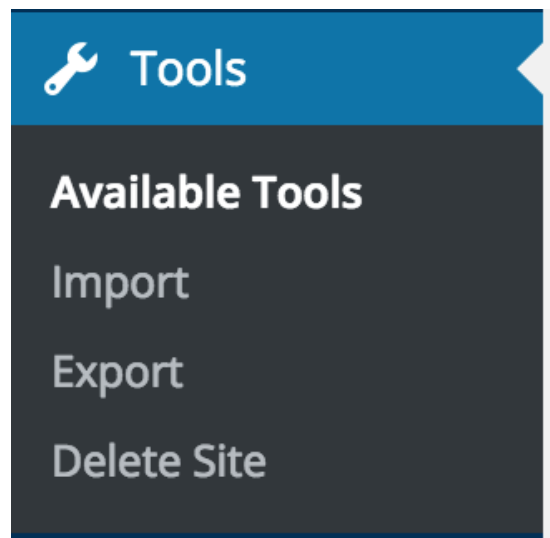 Tools
Available Tools
Import
Export
Delete Site